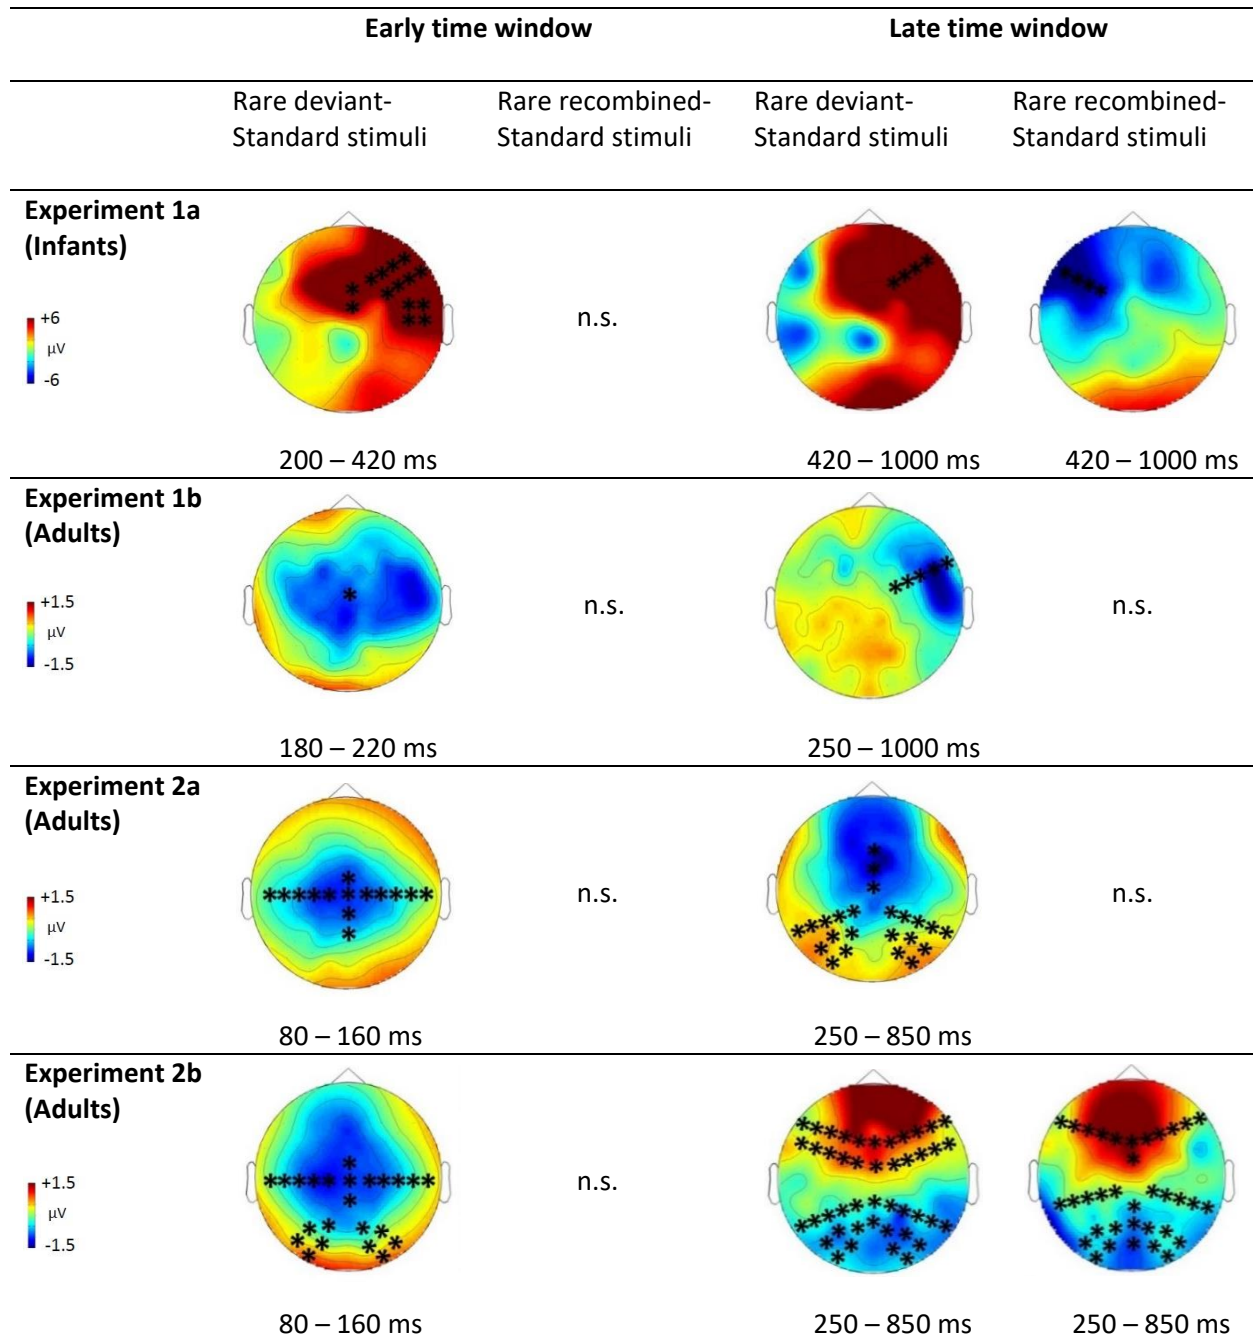 Early time window Late time window
Rare deviant- Rare recombined- Rare deviant- Rare recombined-
Standard stimuli Standard stimuli Standard stimuli Standard stimuli
Experiment 1a
(Infants)
+6
n.s.
µV
-6
200 – 420 ms 420 – 1000 ms 420 – 1000 ms
Experiment 1b
(Adults)
+1.5
n.s. n.s.
µV
-1.5
180 – 220 ms 250 – 1000 ms
Experiment 2a
(Adults)
+1.5
n.s. n.s.
µV
-1.5
80 – 160 ms 250 – 850 ms
Experiment 2b
(Adults)
+1.5
n.s.
µV
-1.5
80 – 160 ms 250 – 850 ms 250 – 850 ms